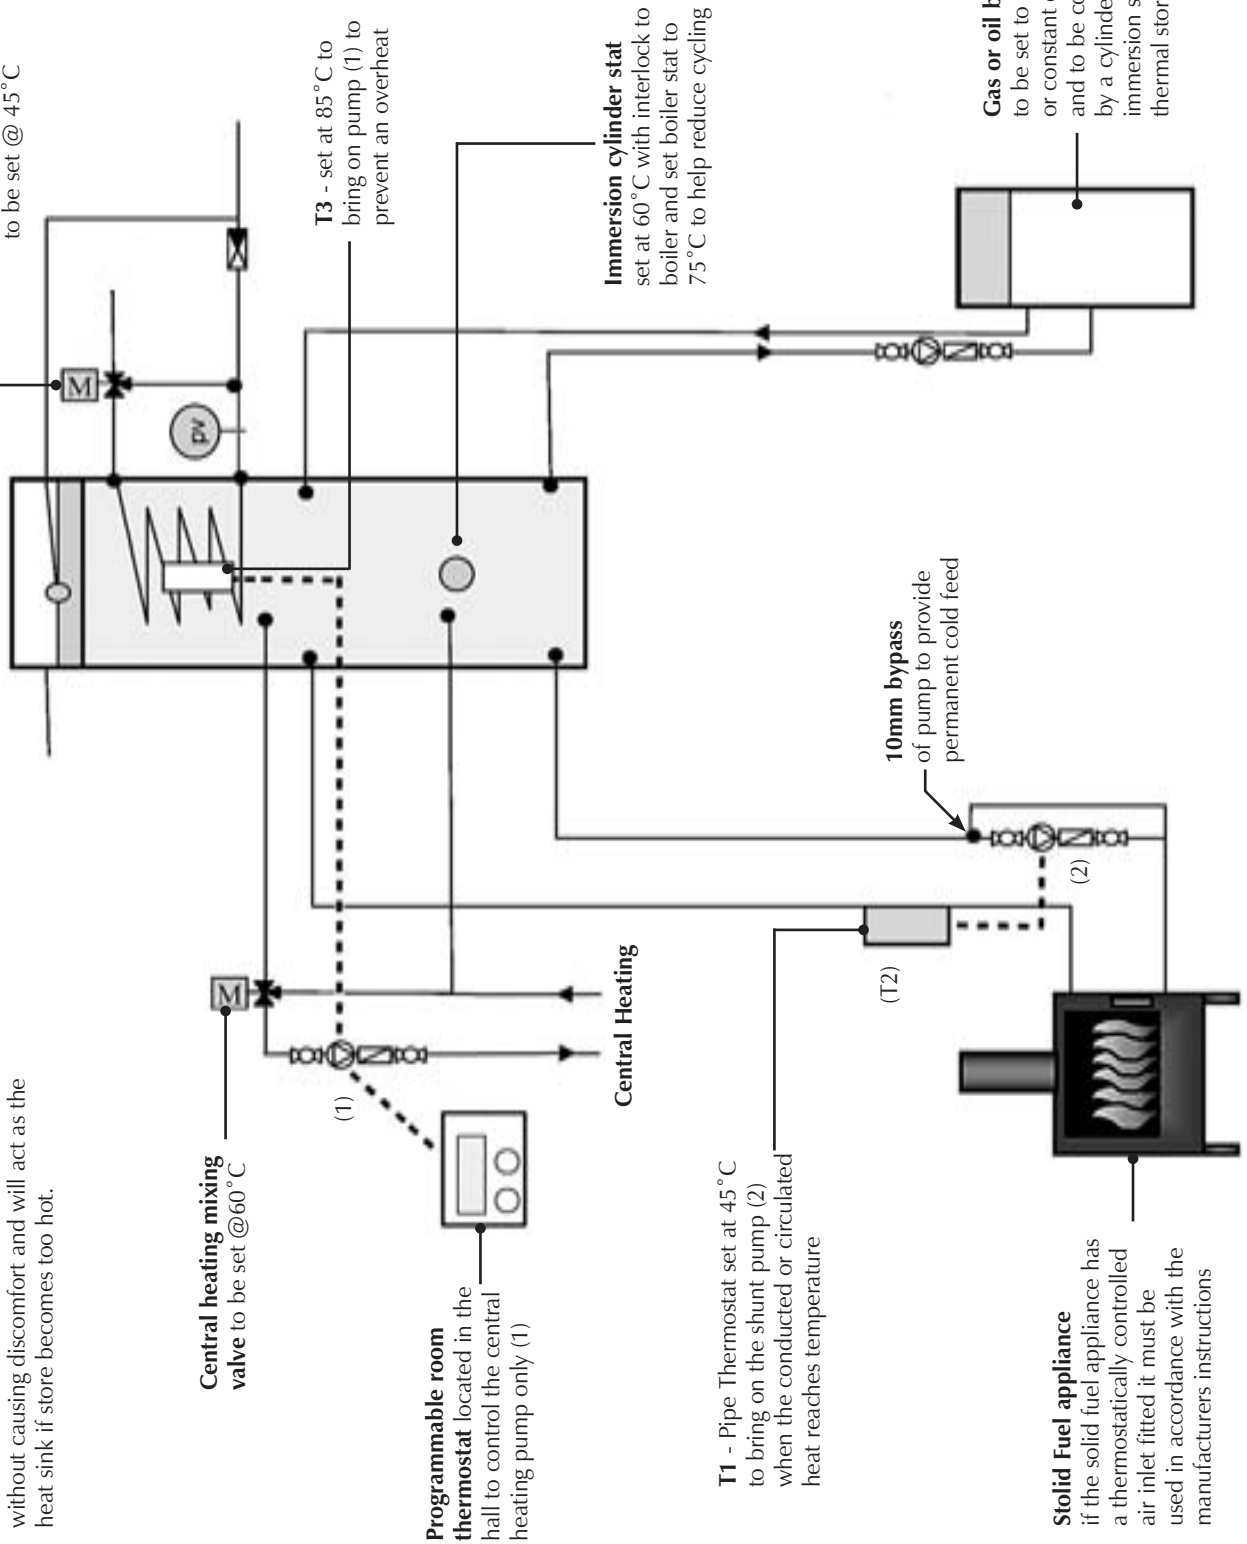 without causing discomfort and will act as the
heat sink if store becomes too hot.
to be set @ 45°C
M
pv
Central heating mixing
valve to be set @60°C
M
T3 - set at 85°C to
bring on pump (1) to
prevent an overheat
(1)
Programmable room
thermostat located in the
hall to control the central
heating pump only (1)
Central Heating
Immersion cylinder stat
set at 60°C with interlock to
boiler and set boiler stat to
75°C to help reduce cycling
T1 - Pipe Thermostat set at 45°C
to bring on the shunt pump (2)
when the conducted or circulated
heat reaches temperature
(T2)
10mm bypass
of pump to provide
permanent cold feed
(2)
Stolid Fuel appliance
if the solid fuel appliance has
a thermostatically controlled
air inlet fitted it must be
used in accordance with the
manufacturers instructions
Gas or oil b
to be set to
or constant
and to be co
by a cylinde
immersion s
thermal stor